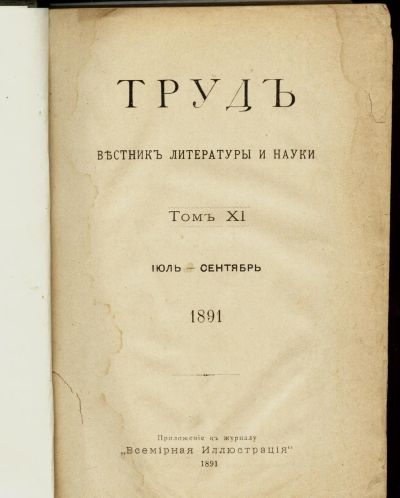 ТРУДЪ
ВѢСТНИКЪ ЛИТЕРАТУРЫ И НАУКИ
Томъ XI
ІЮЛЬ — СЕНТЯБРЬ
1891
Приложеніе къ журналу
„Всемірная Иллюстрація"
1891